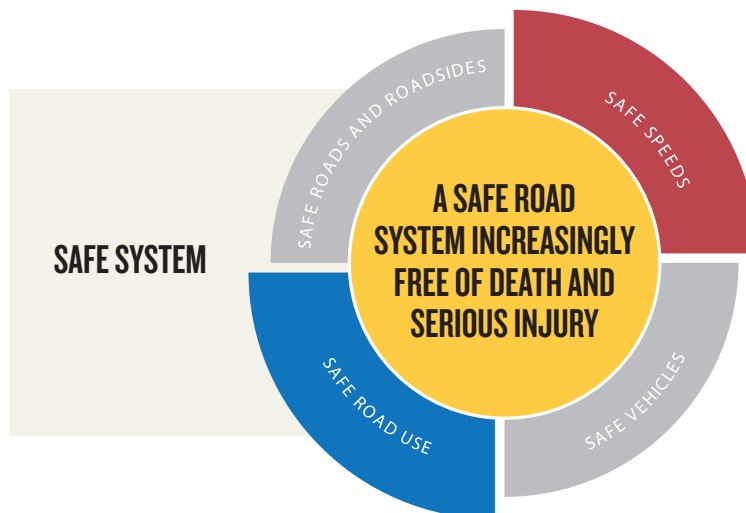 SAFE SYSTEM
SAFE ROADS AND ROADSIDES
SAFE SPEEDS
A SAFE ROAD
SYSTEM INCREASINGLY
FREE OF DEATH AND
SERIOUS INJURY
SAFE ROAD USE
SAFE VEHICLES